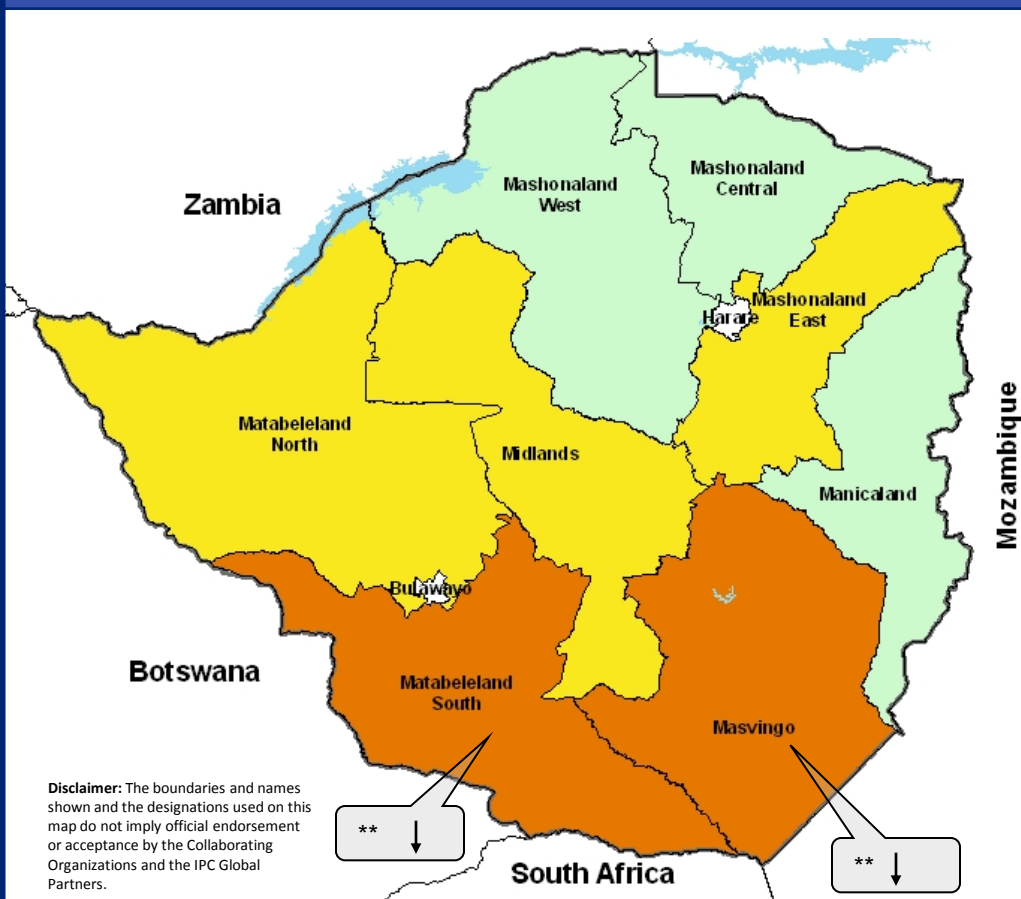 Zambia
Mashonaland
West
Mashonaland
Central
Mashonaland
East
Harare
Matabeleland
North
Midlands
Manicaland
Mozambique
Bulawayo
Botswana
Matabeleland
South
Masvingo
Disclaimer: The boundaries and names
shown and the designations used on this
map do not imply official endorsement
or acceptance by the Collaborating
Organizations and the IPC Global
Partners.
** ↓
** ↓
South Africa